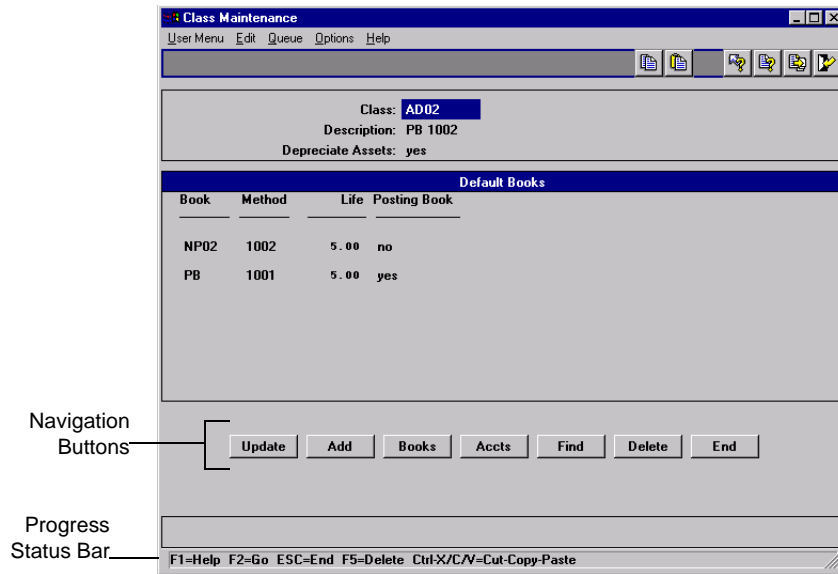 Class Maintenance
User Menu Edit Queue Options Help
Class: AD02
Description: PB 1002
Depreciate Assets: yes
Default Books
Book Method Life Posting Book
NP02 1002 5.00 no
PB 1001 5.00 yes
Navigation
Buttons
Update Add Books Accts Find Delete End
Progress
Status Bar
F1=Help F2=Go ESC=End F5=Delete Ctrl-X/C/V=Cut-Copy-Paste